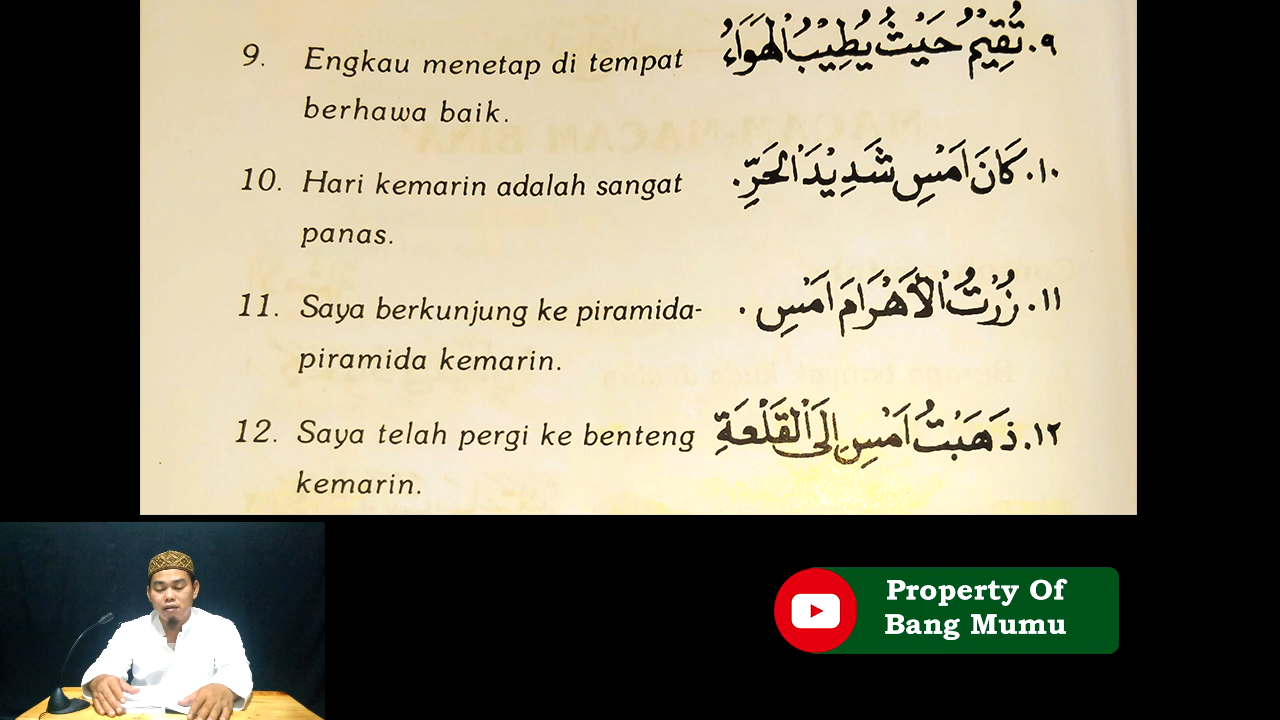 9. Engkau menetap di tempat
berhawa baik.
٩. تُقِيْمُ حَيْثُ يُطِيْبُ الْهَوَاءُ
10. Hari kemarin adalah sangat
panas.
١٠. كَانَ اَمْسِ شَدِيْدَ الْحَرِّ.
11. Saya berkunjung ke piramida-
piramida kemarin.
١١. زُرْتُ الْاَهْرَامَ اَمْسِ .
12. Saya telah pergi ke benteng
kemarin.
١٢. ذَهَبْتُ اَمْسِ اِلَى الْقَلْعَةِ
Property Of
Bang Mumu